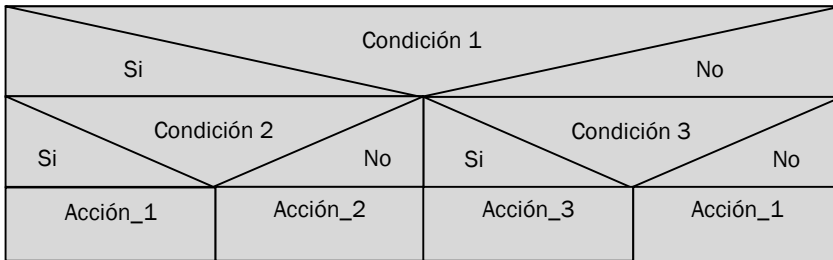 Condición 1
Si
No
Condición 2
Condición 3
Si
No
Si
No
Acción_1
Acción_2
Acción_3
Acción_1